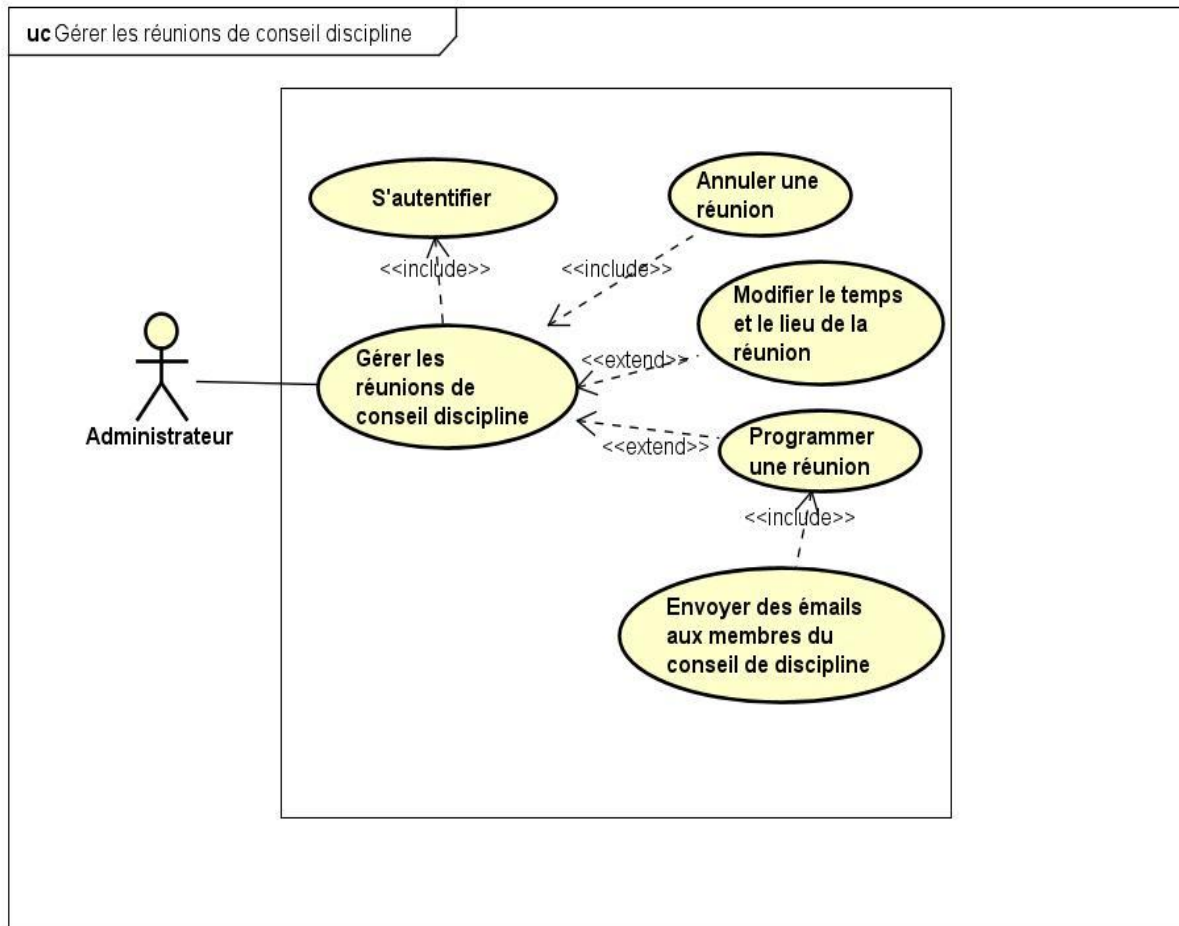 uc Gérer les réunions de conseil discipline
S'autentifier
Annuler une
réunion
<<include>>
<<include>>
Modifier le temps
et le lieu de la
réunion
Gérer les
réunions de
conseil discipline
<<extend>>
Administrateur
<<extend>>
Programmer
une réunion
<<include>>
Envoyer des émails
aux membres du
conseil de discipline